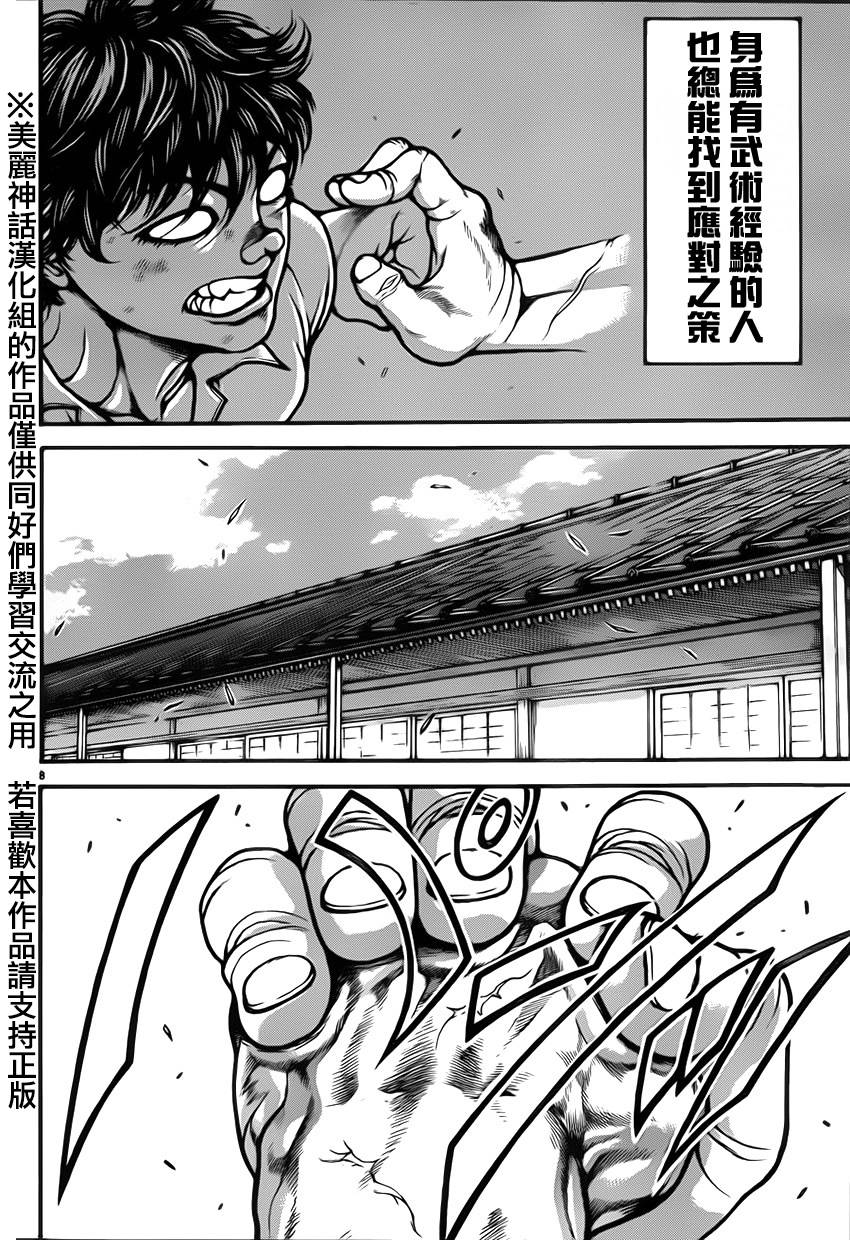 身為有武術經驗的人
也總能找到應對之策
※美麗神話漢化組的作品僅供同好們學習交流之用 若喜歡本作品請支持正版
8